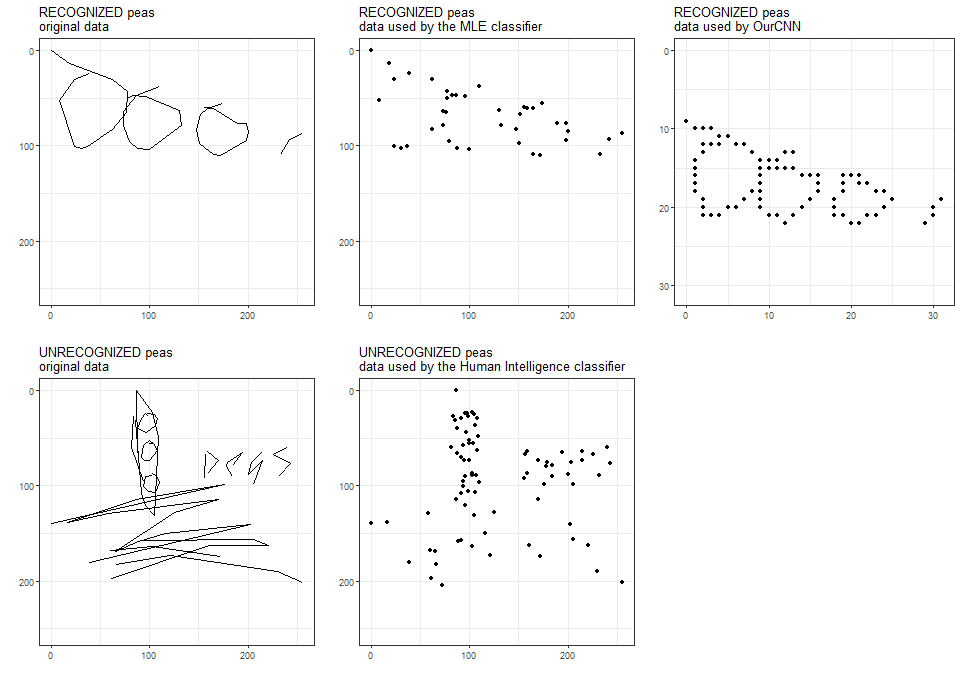 RECOGNIZED peas
original data
0
100
200
0
100
200
RECOGNIZED peas
data used by the MLE classifier
0
100
200
0
100
200
RECOGNIZED peas
data used by OurCNN
0
10
20
30
0
10
20
30
UNRECOGNIZED peas
original data
0
100
200
peas
0
100
200
UNRECOGNIZED peas
data used by the Human Intelligence classifier
0
100
200
0
100
200